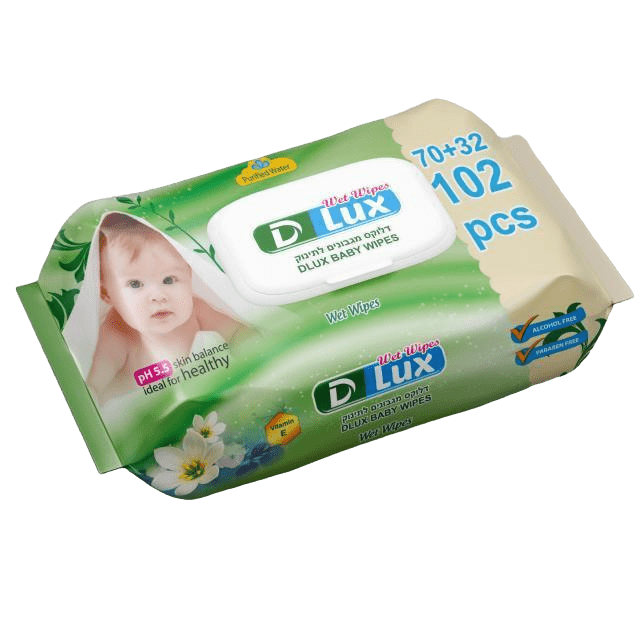 Purified Water
70+32
102
pcs
Wet Wipes
D Lux
דלוקס מגבונים לתינוק
DLUX BABY WIPES
Wet Wipes
pH 5.5 skin balance
ideal for healthy
ALCOHOL FREE
PARABEN FREE
Wet Wipes
D Lux
דלוקס מגבונים לתינוק
DLUX BABY WIPES
Wet Wipes
Vitamin
E